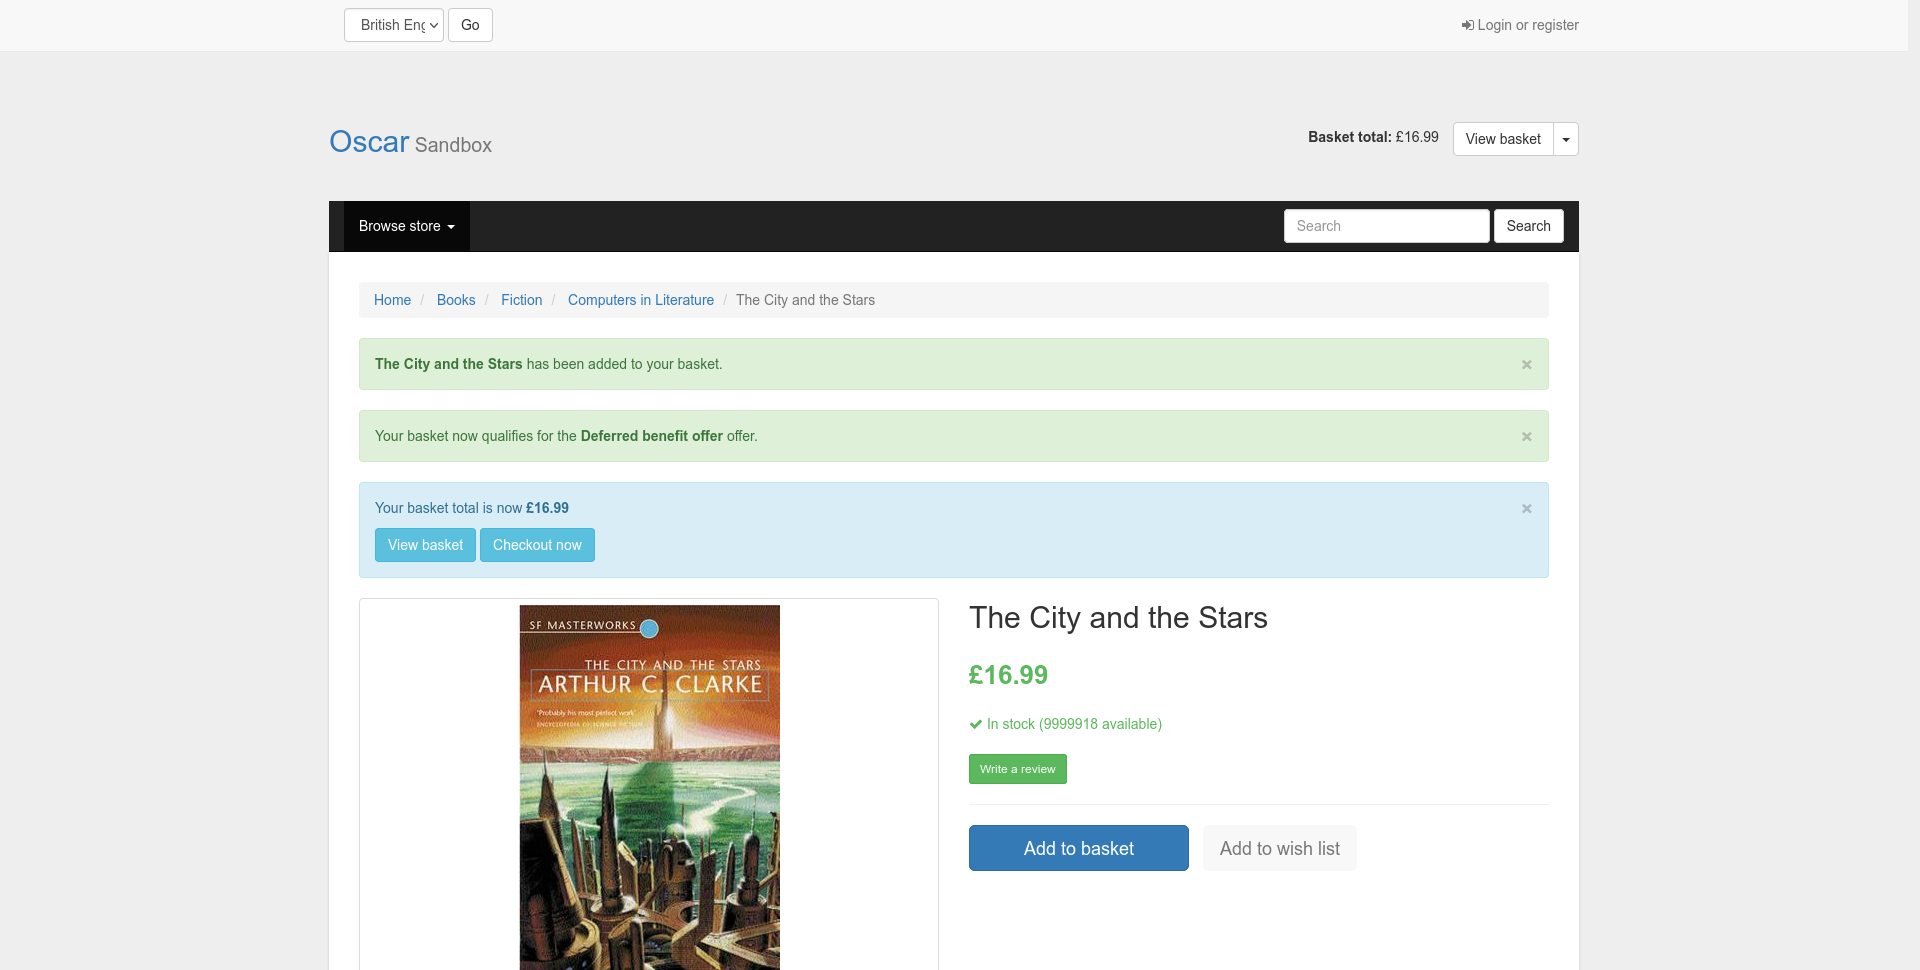 British Eng
Go
Login or register
Oscar Sandbox
Basket total: £16.99
View basket
Browse store
Search
Search
Home / Books / Fiction / Computers in Literature / The City and the Stars
The City and the Stars has been added to your basket.
×
Your basket now qualifies for the Deferred benefit offer offer.
×
Your basket total is now £16.99
×
View basket
Checkout now
SF MASTERWORKS
THE CITY AND THE STARS
ARTHUR C. CLARKE
'Probably his most perfect work'
ENCYCLOPEDIA OF SCIENCE FICTION
The City and the Stars
£16.99
In stock (9999918 available)
Write a review
Add to basket
Add to wish list